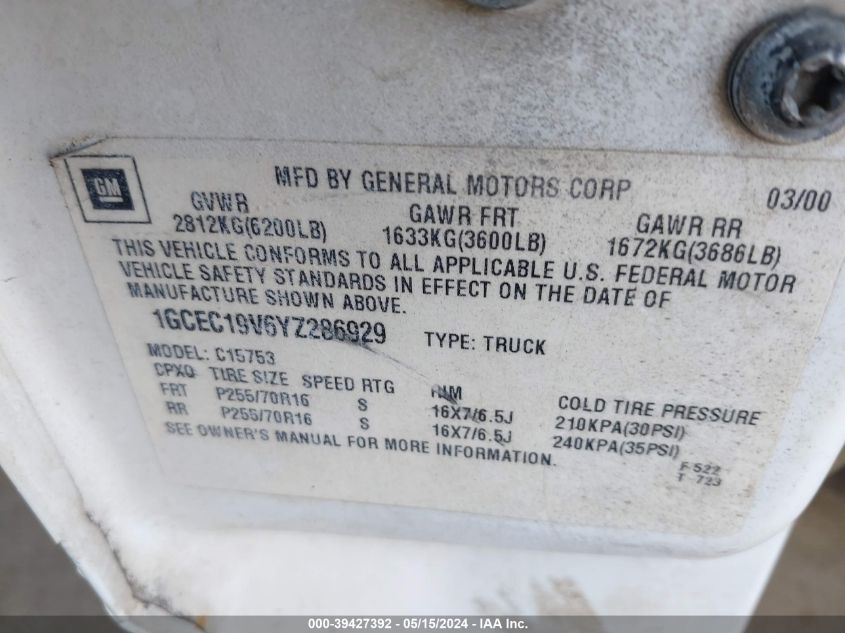 GM
MFD BY GENERAL MOTORS CORP 03/00
GVWR GAWR FRT GAWR RR
2812KG(6200LB) 1633KG(3600LB) 1672KG(3686LB)
THIS VEHICLE CONFORMS TO ALL APPLICABLE U.S. FEDERAL MOTOR
VEHICLE SAFETY STANDARDS IN EFFECT ON THE DATE OF
MANUFACTURE SHOWN ABOVE.
1GCEC19V6YZ286929 TYPE: TRUCK
MODEL: C15753
CPXQ TIRE SIZE SPEED RTG RIM COLD TIRE PRESSURE
FRT P255/70R16 S 16X7/6.5J 210KPA(30PSI)
RR P255/70R16 S 16X7/6.5J 240KPA(35PSI)
SEE OWNER'S MANUAL FOR MORE INFORMATION.
F 522
T 723
000-39427392 - 05/15/2024 - IAA Inc.